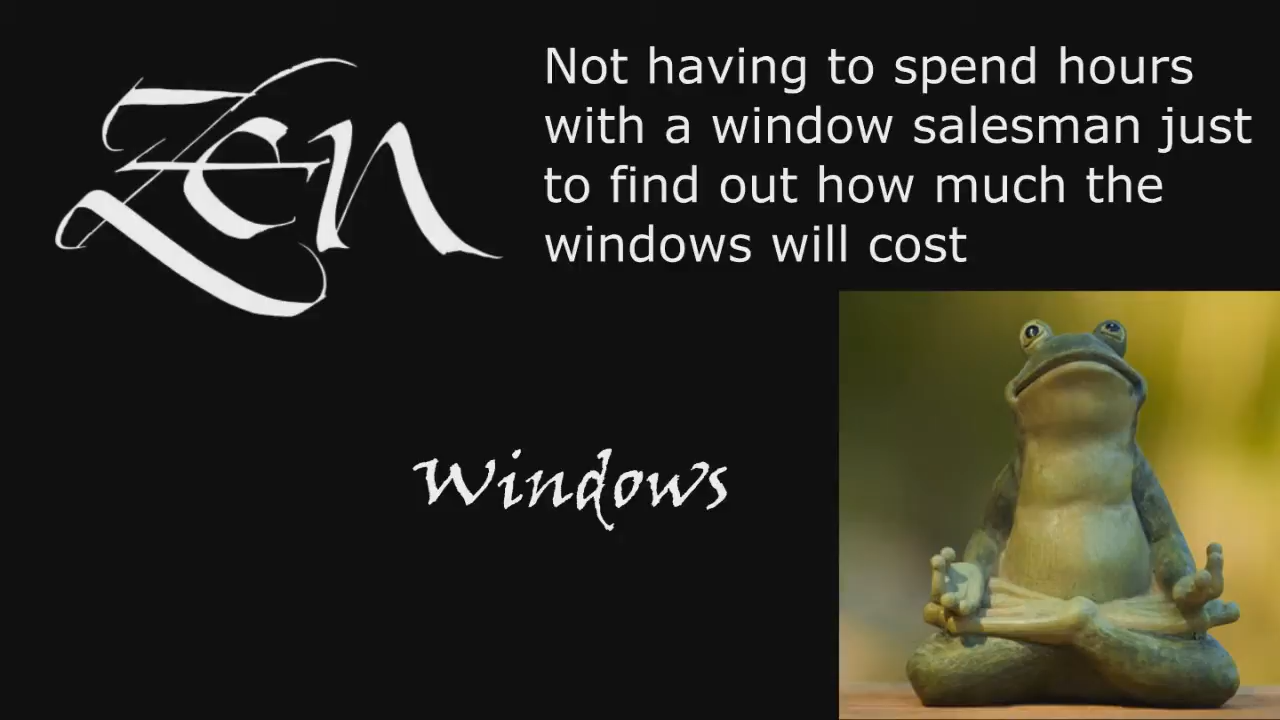 Zen
Not having to spend hours
with a window salesman just
to find out how much the
windows will cost
Windows